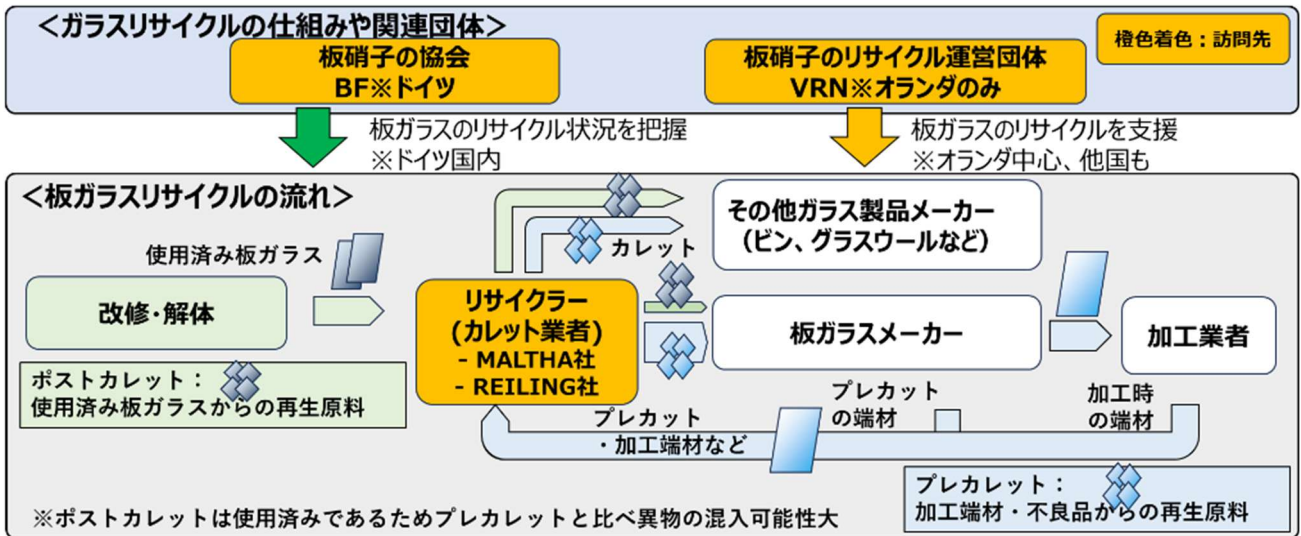 ＜ガラスリサイクルの仕組みや関連団体＞
板硝子の協会
BF※ドイツ
板硝子のリサイクル運営団体
VRN※オランダのみ
橙色着色：訪問先
板ガラスのリサイクル状況を把握
※ドイツ国内
板ガラスのリサイクルを支援
※オランダ中心、他国も
＜板ガラスリサイクルの流れ＞
使用済み板ガラス
改修・解体
カレット
その他ガラス製品メーカー
（ビン、グラスウールなど）
リサイクラー
(カレット業者)
- MALTHA社
- REILING社
板ガラスメーカー
加工業者
ポストカレット：
使用済み板ガラスからの再生原料
プレカット
・加工端材など
プレカット
の端材
加工時
の端材
プレカレット：
加工端材・不良品からの再生原料
※ポストカレットは使用済みであるためプレカレットと比べ異物の混入可能性大